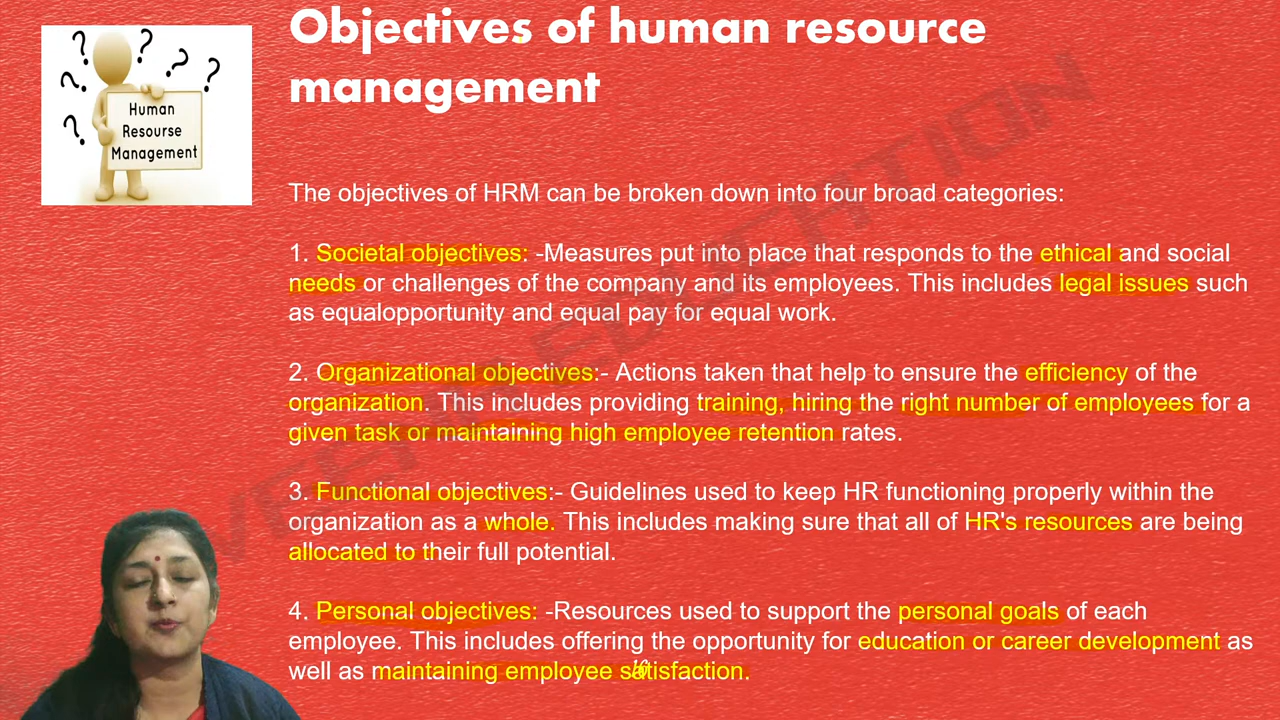 Objectives of human resource
management
Human
Resourse
Management
The objectives of HRM can be broken down into four broad categories:
1. Societal objectives: -Measures put into place that responds to the ethical and social
needs or challenges of the company and its employees. This includes legal issues such
as equalopportunity and equal pay for equal work.
2. Organizational objectives:- Actions taken that help to ensure the efficiency of the
organization. This includes providing training, hiring the right number of employees for a
given task or maintaining high employee retention rates.
3. Functional objectives:- Guidelines used to keep HR functioning properly within the
organization as a whole. This includes making sure that all of HR's resources are being
allocated to their full potential.
4. Personal objectives: -Resources used to support the personal goals of each
employee. This includes offering the opportunity for education or career development as
well as maintaining employee satisfaction.